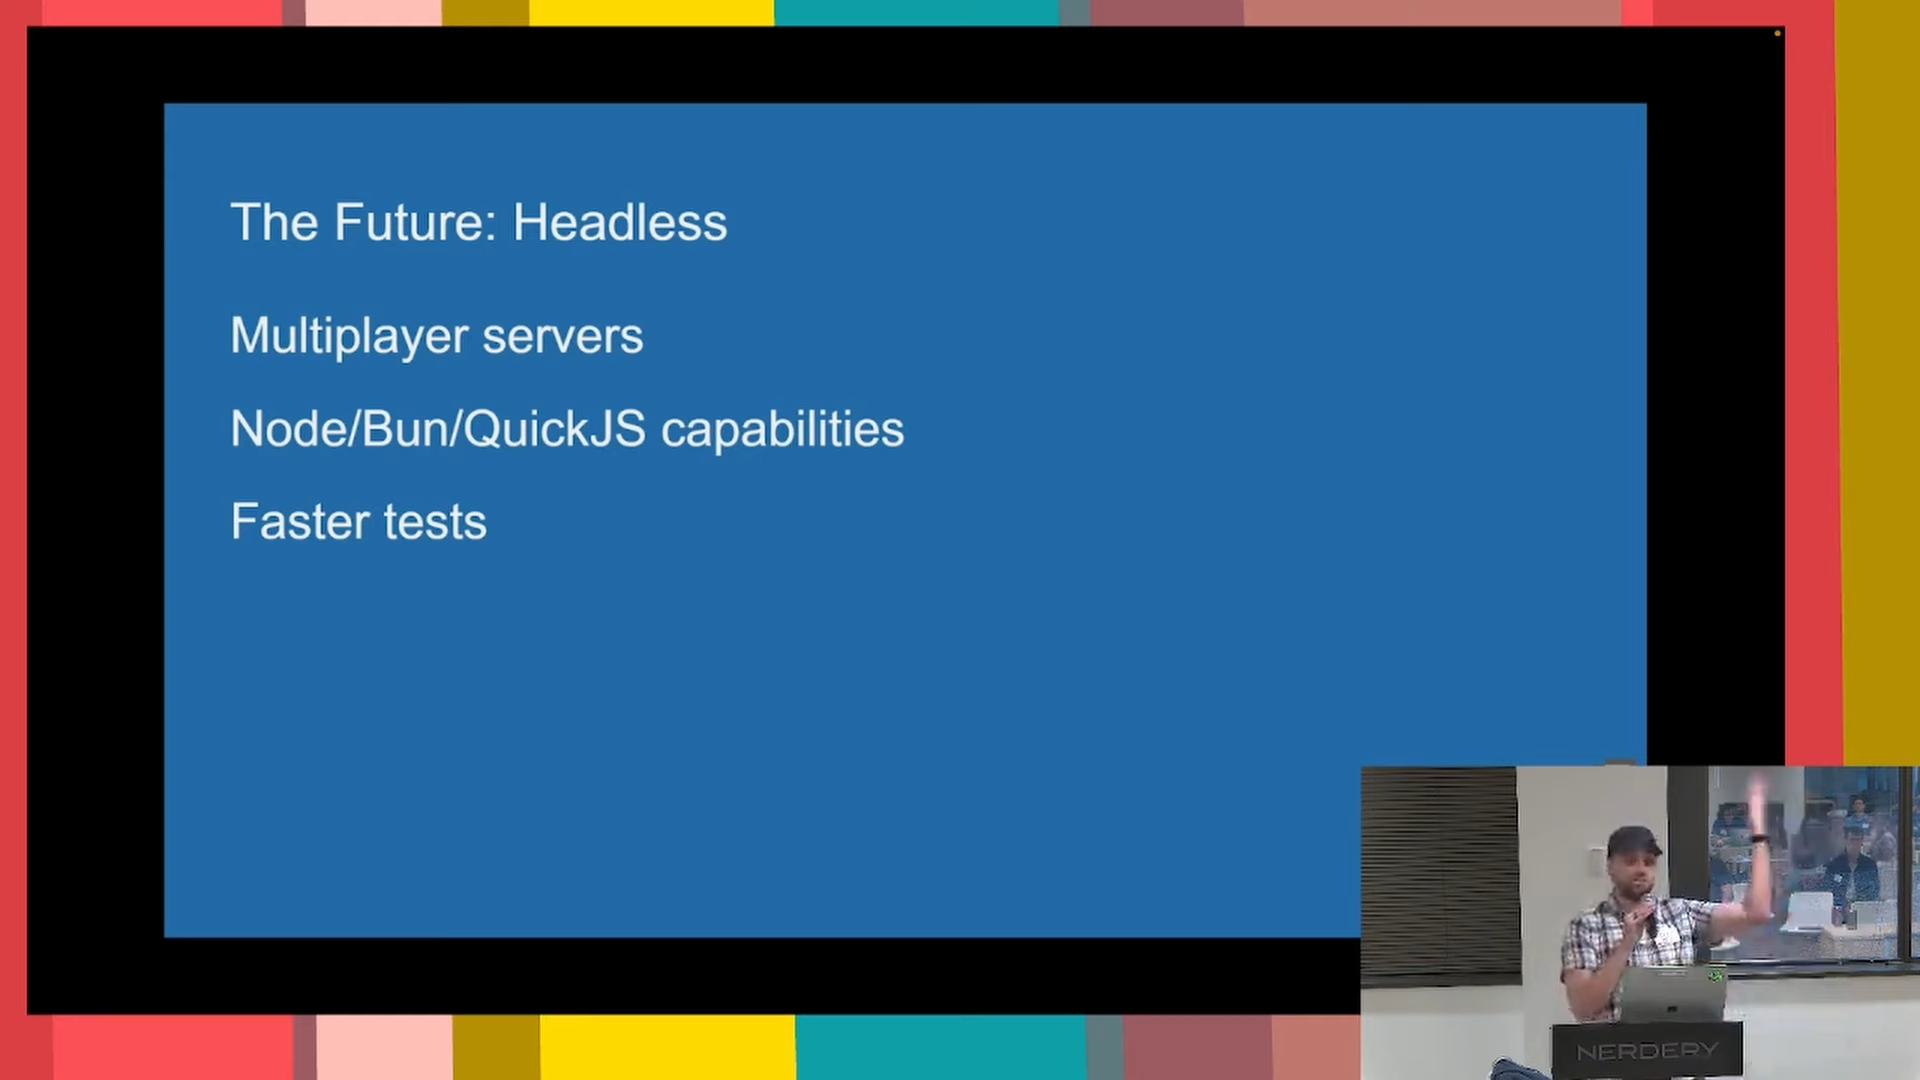 The Future: Headless
Multiplayer servers
Node/Bun/QuickJS capabilities
Faster tests
NERDERY